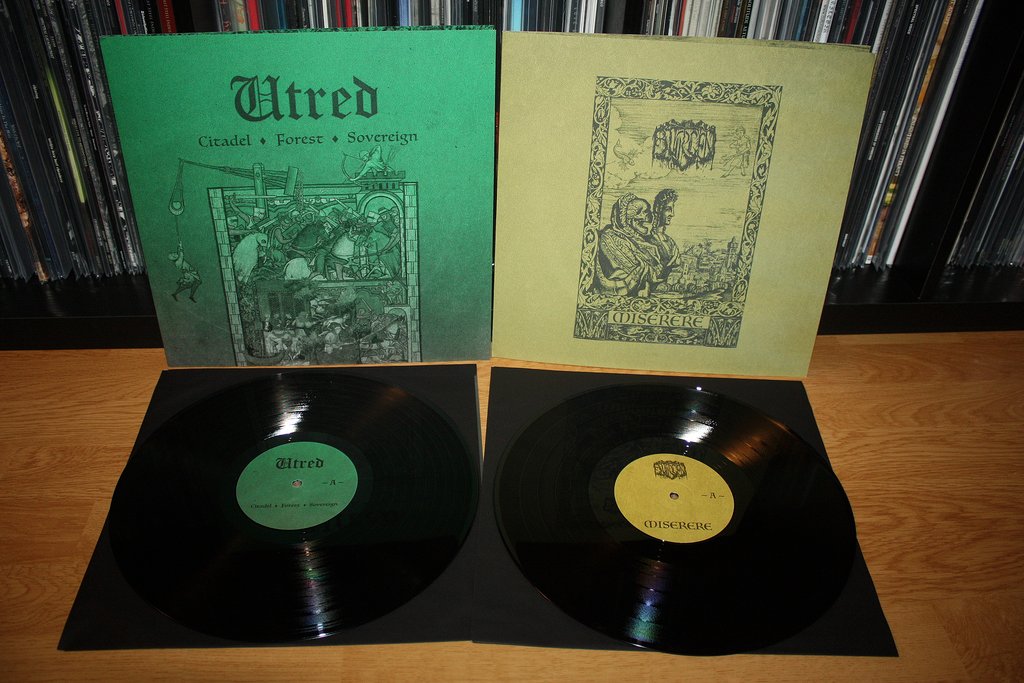 Utred
Citadel ♦ Forest ♦ Sovereign
MISERERE
Utred
~A~
Citadel ♦ Forest ♦ Sovereign
~A~
MISERERE